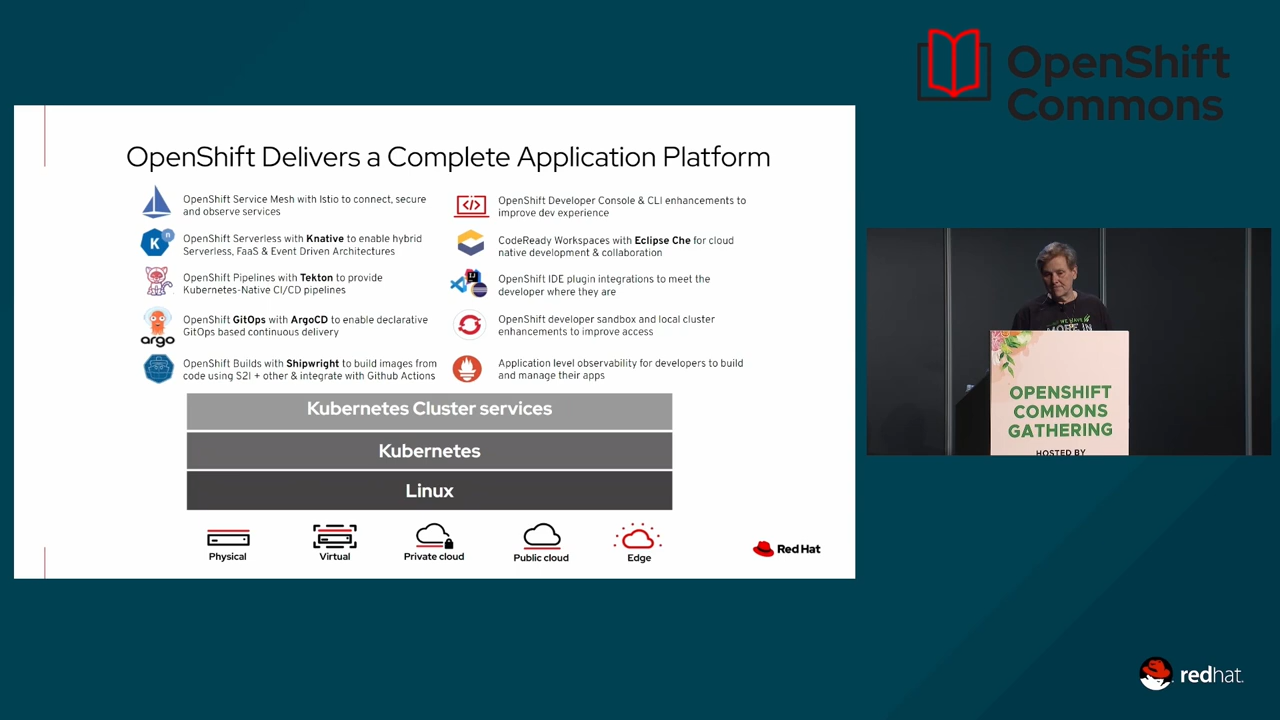 OpenShift
Commons
OpenShift Delivers a Complete Application Platform
OpenShift Service Mesh with Istio to connect, secure
and observe services
OpenShift Serverless with Knative to enable hybrid
Serverless, FaaS & Event Driven Architectures
OpenShift Pipelines with Tekton to provide
Kubernetes-Native CI/CD pipelines
OpenShift GitOps with ArgoCD to enable declarative
GitOps based continuous delivery
OpenShift Builds with Shipwright to build images from
code using S2I + other & integrate with Github Actions
K
n
argo
OpenShift Developer Console & CLI enhancements to
improve dev experience
CodeReady Workspaces with Eclipse Che for cloud
native development & collaboration
OpenShift IDE plugin integrations to meet the
developer where they are
OpenShift developer sandbox and local cluster
enhancements to improve access
Application level observability for developers to build
and manage their apps
</>
IJ
Kubernetes Cluster services
Kubernetes
Linux
Physical
Virtual
Private cloud
Public cloud
Edge
Red Hat
WE HAVE
MORE IN
OPENSHIFT
COMMONS
GATHERING
HOSTED BY
redhat.